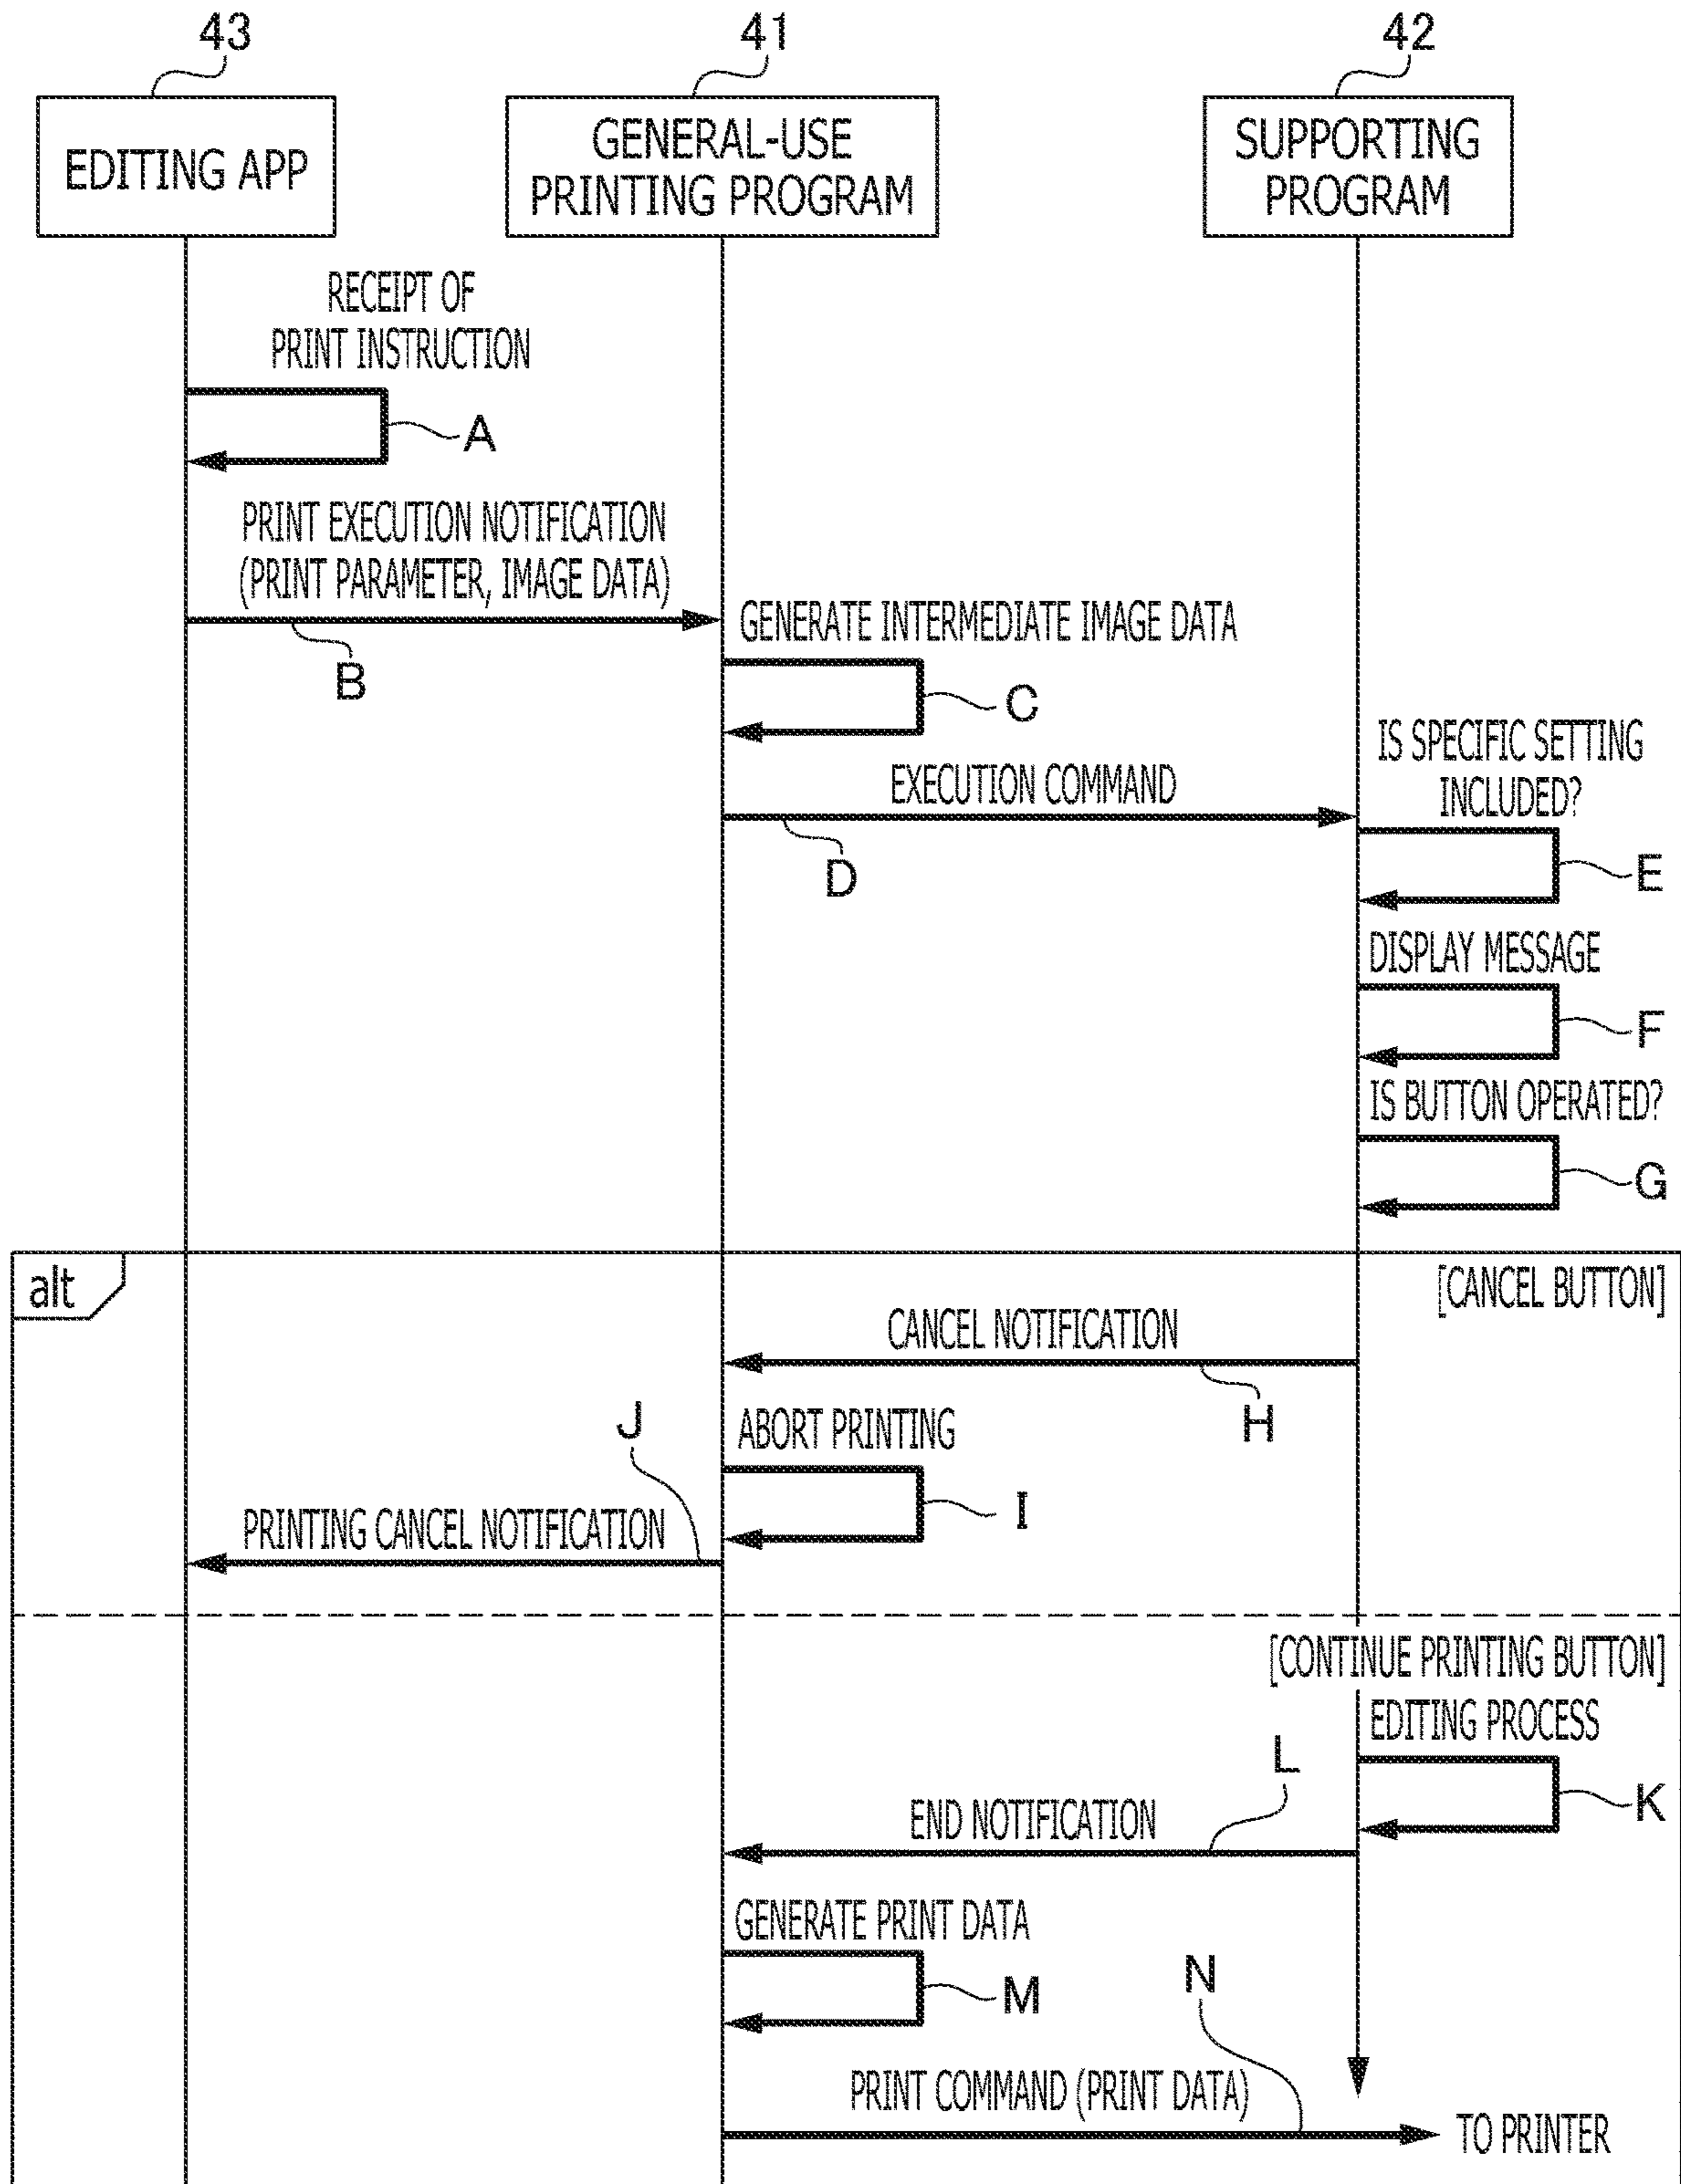 43
41
42
EDITING APP
GENERAL-USE
PRINTING PROGRAM
SUPPORTING
PROGRAM
RECEIPT OF
PRINT INSTRUCTION
A
PRINT EXECUTION NOTIFICATION
(PRINT PARAMETER, IMAGE DATA)
B
GENERATE INTERMEDIATE IMAGE DATA
C
EXECUTION COMMAND
D
IS SPECIFIC SETTING
INCLUDED?
E
DISPLAY MESSAGE
F
IS BUTTON OPERATED?
G
alt
[CANCEL BUTTON]
CANCEL NOTIFICATION
H
ABORT PRINTING
I
J
PRINTING CANCEL NOTIFICATION
[CONTINUE PRINTING BUTTON]
EDITING PROCESS
K
L
END NOTIFICATION
GENERATE PRINT DATA
M
N
PRINT COMMAND (PRINT DATA)
TO PRINTER